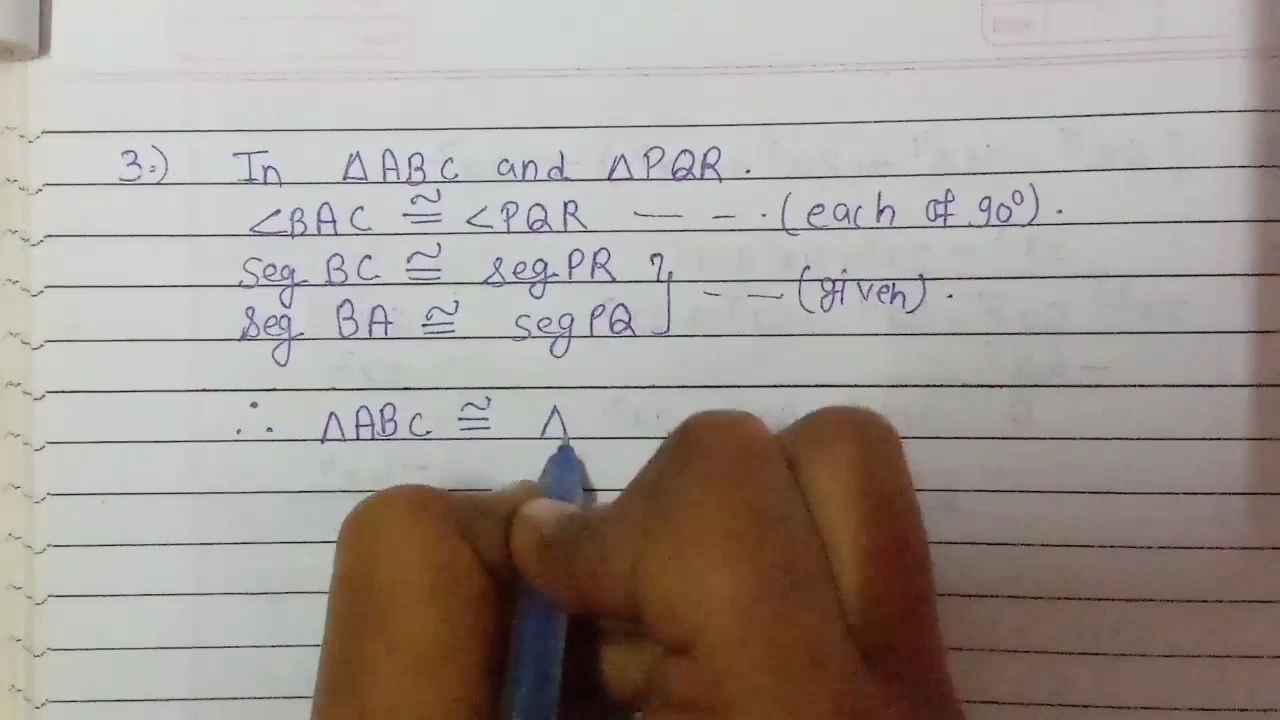 3.) In △ABC and △PQR.
∠BAC ≅ ∠PQR — – . (each of 90°).
seg BC ≅ seg PR
seg BA ≅ seg PQ ] – – — (given).
∴ △ABC ≅ △